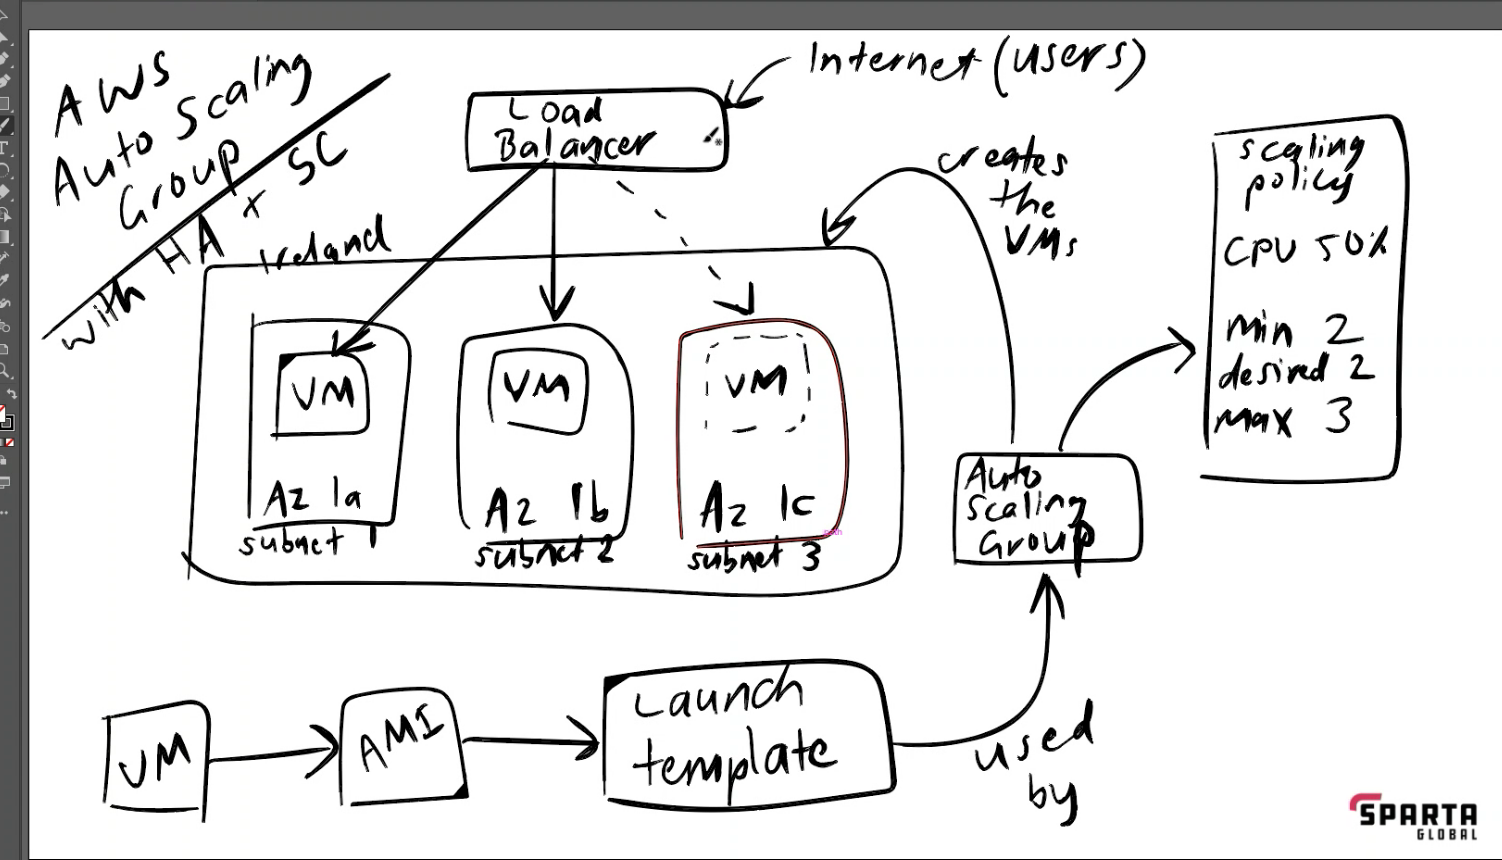 AWS
Auto Scaling
Group
with HA x SC
Internet (users)
Load
Balancer
creates
the
VMs
scaling
policy
CPU 50%
min 2
desired 2
max 3
Ireland
VM
Az 1a
subnet 1
VM
Az 1b
subnet 2
VM
Az 1c
subnet 3
Auto
scaling
Group
VM
AMI
Launch
template
used
by
SPARTA
GLOBAL